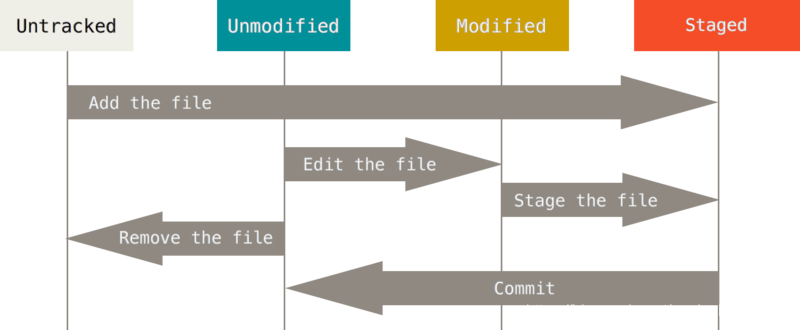 Untracked
Unmodified
Modified
Staged
Add the file
Edit the file
Stage the file
Remove the file
Commit